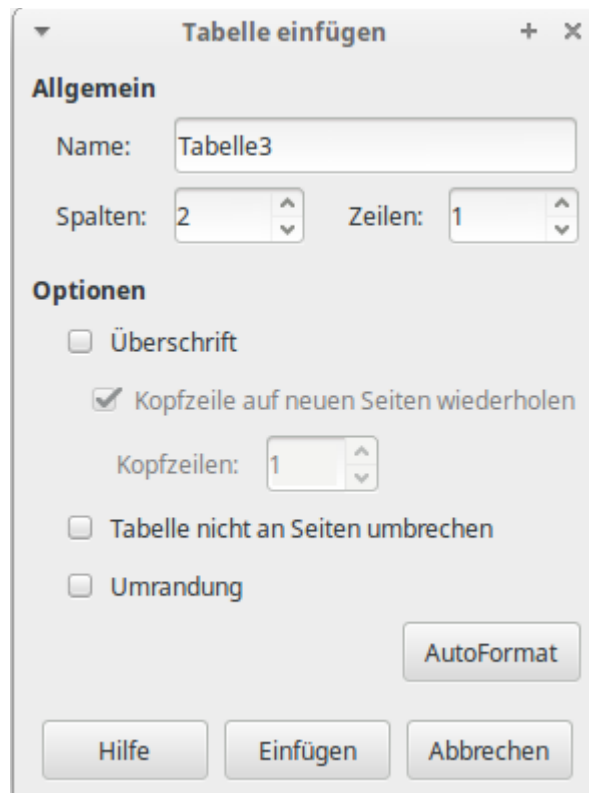 Tabelle einfügen
Allgemein
Name: Tabelle3
Spalten: 2 Zeilen: 1
Optionen
Überschrift
Kopfzeile auf neuen Seiten wiederholen
Kopfzeilen: 1
Tabelle nicht an Seiten umbrechen
Umrandung
AutoFormat
Hilfe Einfügen Abbrechen